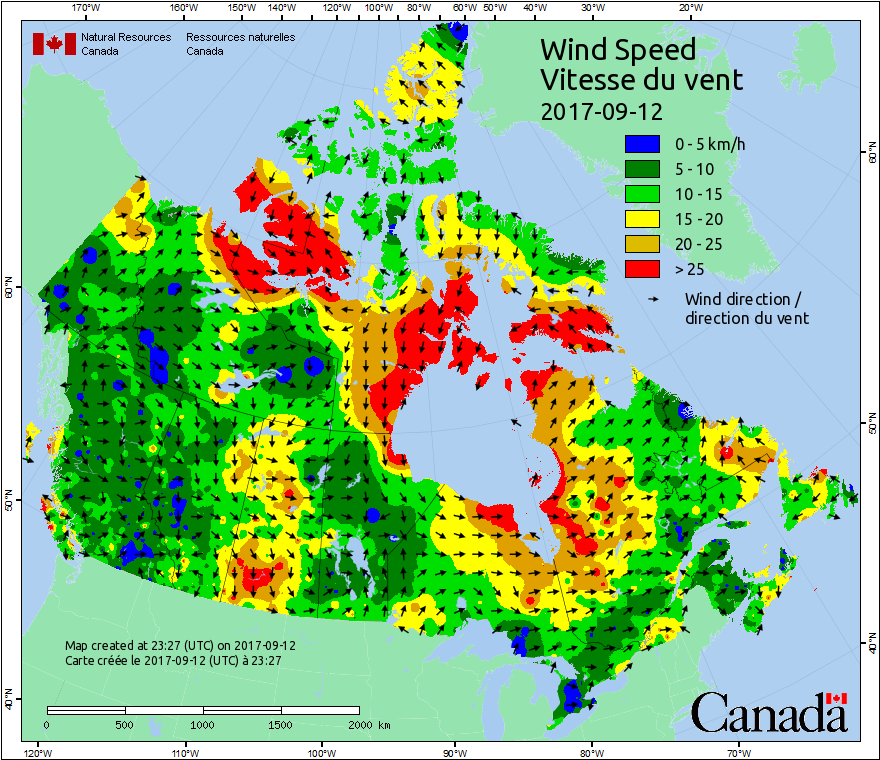 170°W 160°W 150°W 140°W 130°W 120°W 110°W 100°W 80°W 60°W 50°W 40°W 30°W 20°W
Natural Resources Ressources naturelles
Canada Canada
Wind Speed
Vitesse du vent
2017-09-12
0 - 5 km/h
5 - 10
10 - 15
15 - 20
20 - 25
> 25
Wind direction /
direction du vent
60°N
60°N
50°N
50°N
40°N
40°N
Map created at 23:27 (UTC) on 2017-09-12
Carte créée le 2017-09-12 (UTC) à 23:27
0 500 1000 1500 2000 km
Canada
120°W 110°W 100°W 90°W 80°W 70°W